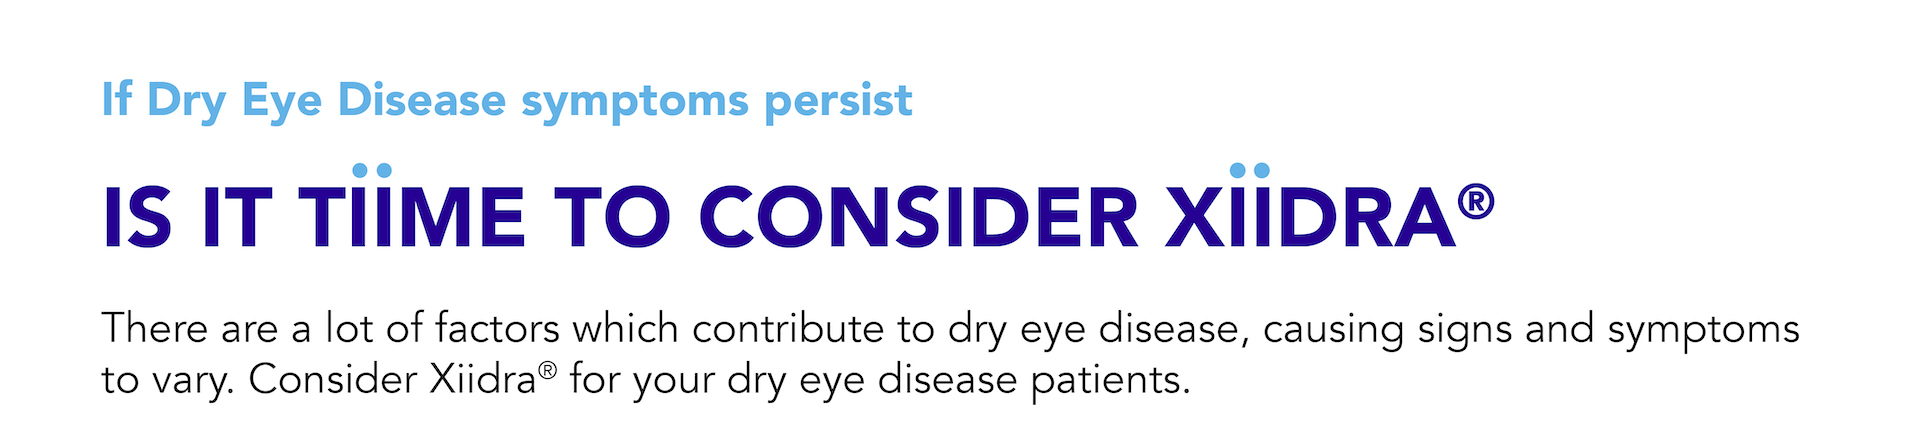 If Dry Eye Disease symptoms persist
IS IT TiiME TO CONSIDER XiiDRA®
There are a lot of factors which contribute to dry eye disease, causing signs and symptoms
to vary. Consider Xiidra® for your dry eye disease patients.